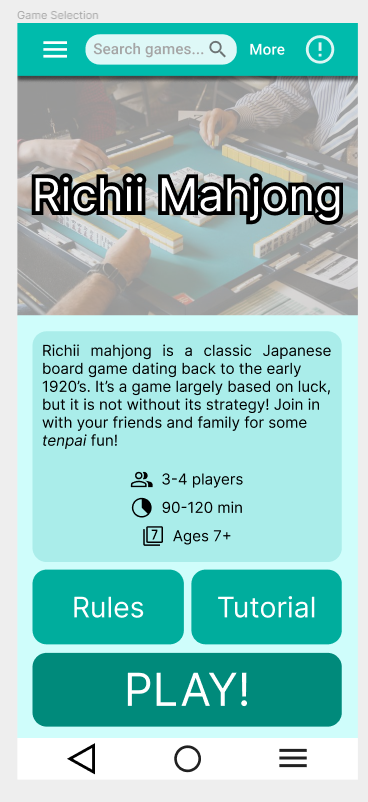 Game Selection
Search games...
More
Richii Mahjong
Richii mahjong is a classic Japanese
board game dating back to the early
1920's. It's a game largely based on luck,
but it is not without its strategy! Join in
with your friends and family for some
tenpai fun!
3-4 players
90-120 min
7
Ages 7+
Rules
Tutorial
PLAY!